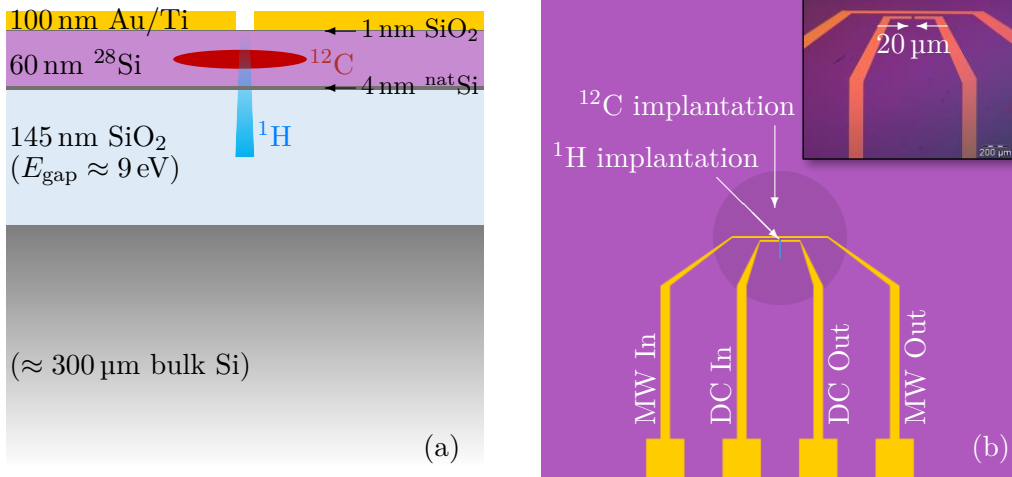 100 nm Au/Ti
1 nm SiO₂
60 nm ²⁸Si
¹²C
4 nm ⁿᵃᵗSi
145 nm SiO₂
(E_gap ≈ 9 eV)
¹H
(≈ 300 µm bulk Si)
(a)
20 µm
200 µm
¹²C implantation
¹H implantation
MW In
DC In
DC Out
MW Out
(b)